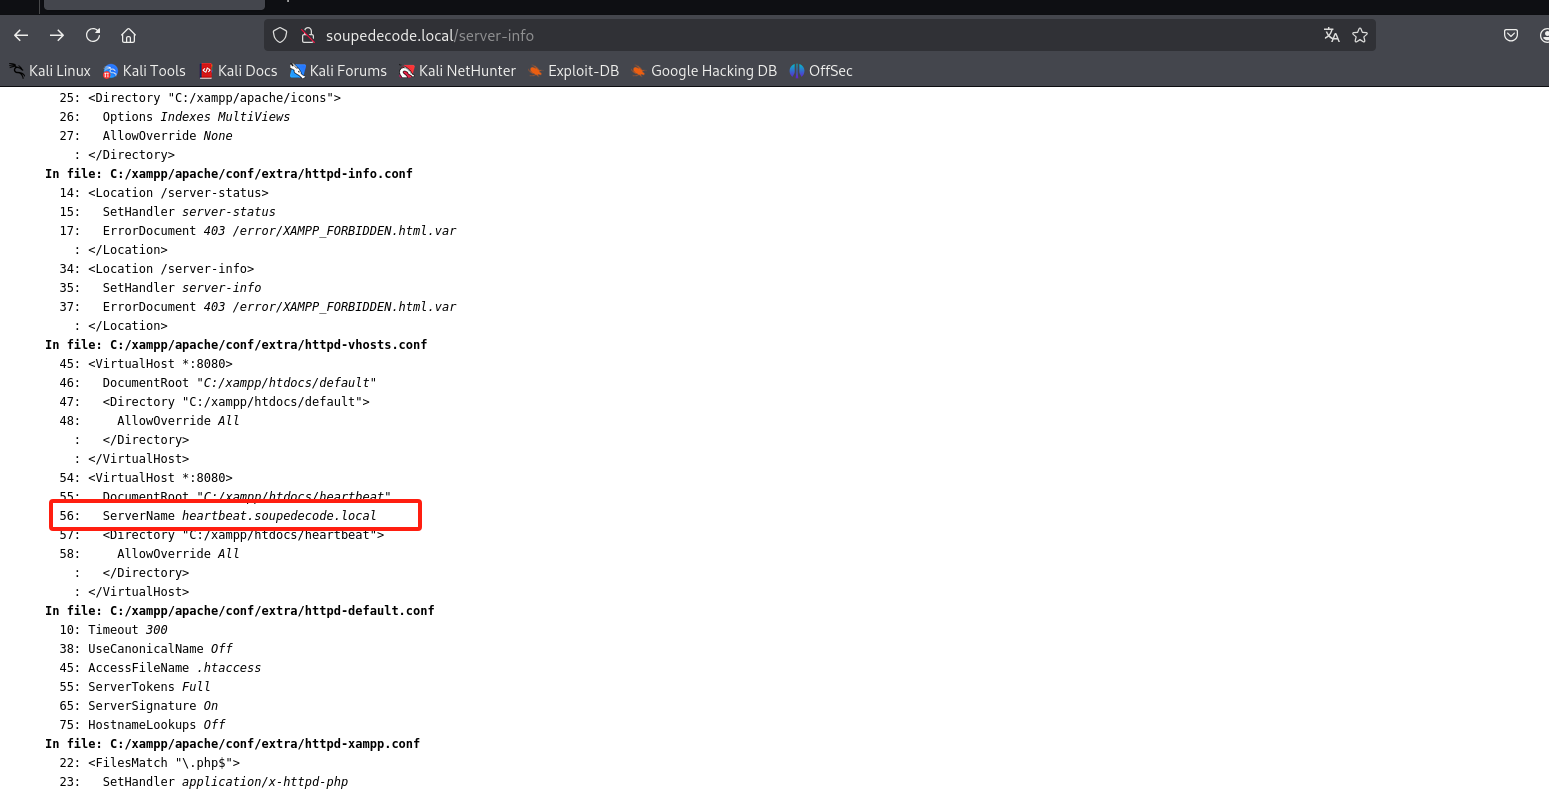 soupedecode.local/server-info
Kali Linux Kali Tools Kali Docs Kali Forums Kali NetHunter Exploit-DB Google Hacking DB OffSec
25: <Directory "C:/xampp/apache/icons">
26: Options Indexes MultiViews
27: AllowOverride None
: </Directory>
In file: C:/xampp/apache/conf/extra/httpd-info.conf
14: <Location /server-status>
15: SetHandler server-status
17: ErrorDocument 403 /error/XAMPP_FORBIDDEN.html.var
: </Location>
34: <Location /server-info>
35: SetHandler server-info
37: ErrorDocument 403 /error/XAMPP_FORBIDDEN.html.var
: </Location>
In file: C:/xampp/apache/conf/extra/httpd-vhosts.conf
45: <VirtualHost *:8080>
46: DocumentRoot "C:/xampp/htdocs/default"
47: <Directory "C:/xampp/htdocs/default">
48: AllowOverride All
: </Directory>
: </VirtualHost>
54: <VirtualHost *:8080>
55: DocumentRoot "C:/xampp/htdocs/heartbeat"
56: ServerName heartbeat.soupedecode.local
57: <Directory "C:/xampp/htdocs/heartbeat">
58: AllowOverride All
: </Directory>
: </VirtualHost>
In file: C:/xampp/apache/conf/extra/httpd-default.conf
10: Timeout 300
38: UseCanonicalName Off
45: AccessFileName .htaccess
55: ServerTokens Full
65: ServerSignature On
75: HostnameLookups Off
In file: C:/xampp/apache/conf/extra/httpd-xampp.conf
22: <FilesMatch "\.php$">
23: SetHandler application/x-httpd-php